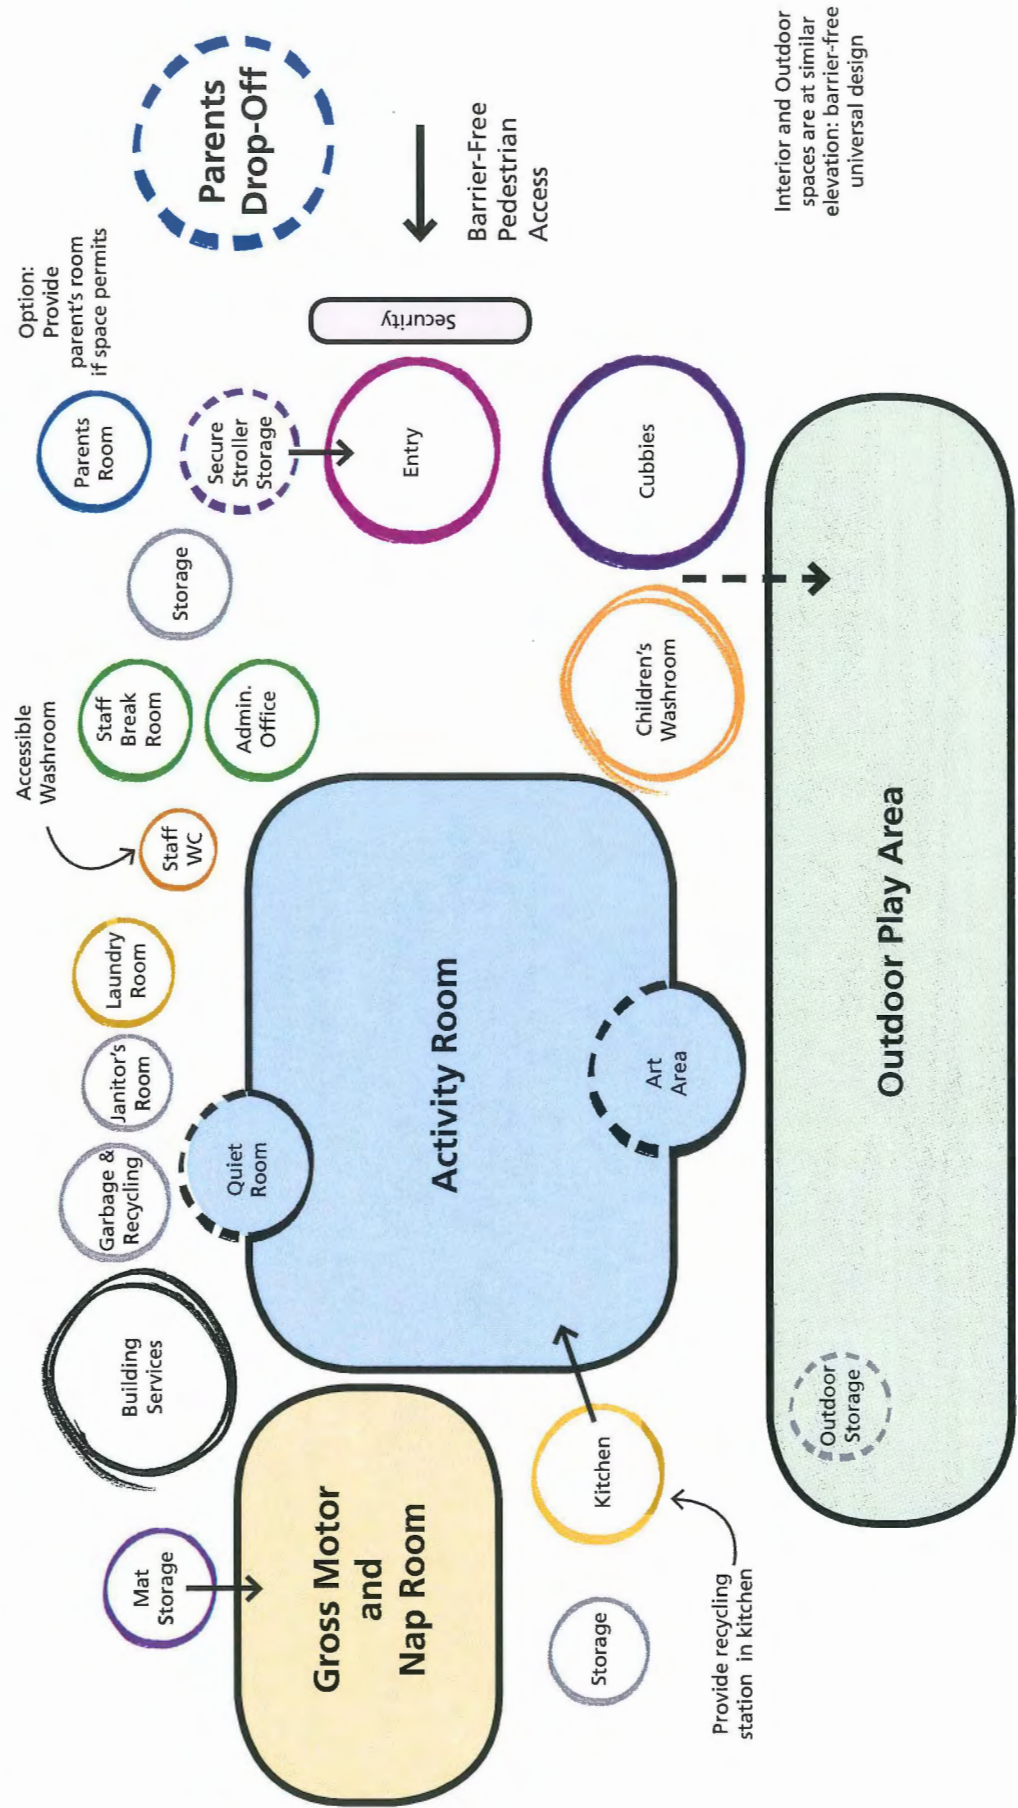 Option:
Provide
parent's room
if space permits
Parents
Drop-Off
Accessible
Washroom
Parents
Room
Secure
Stroller
Storage
Storage
Staff
Break
Room
Admin.
Office
Staff
WC
Laundry
Room
Janitor's
Room
Garbage &
Recycling
Building
Services
Mat
Storage
Security
Entry
Barrier-Free
Pedestrian
Access
Quiet
Room
Activity Room
Gross Motor
and
Nap Room
Art
Area
Cubbies
Children's
Washroom
Kitchen
Storage
Provide recycling
station in kitchen
Outdoor
Storage
Outdoor Play Area
Interior and Outdoor
spaces are at similar
elevation: barrier-free
universal design